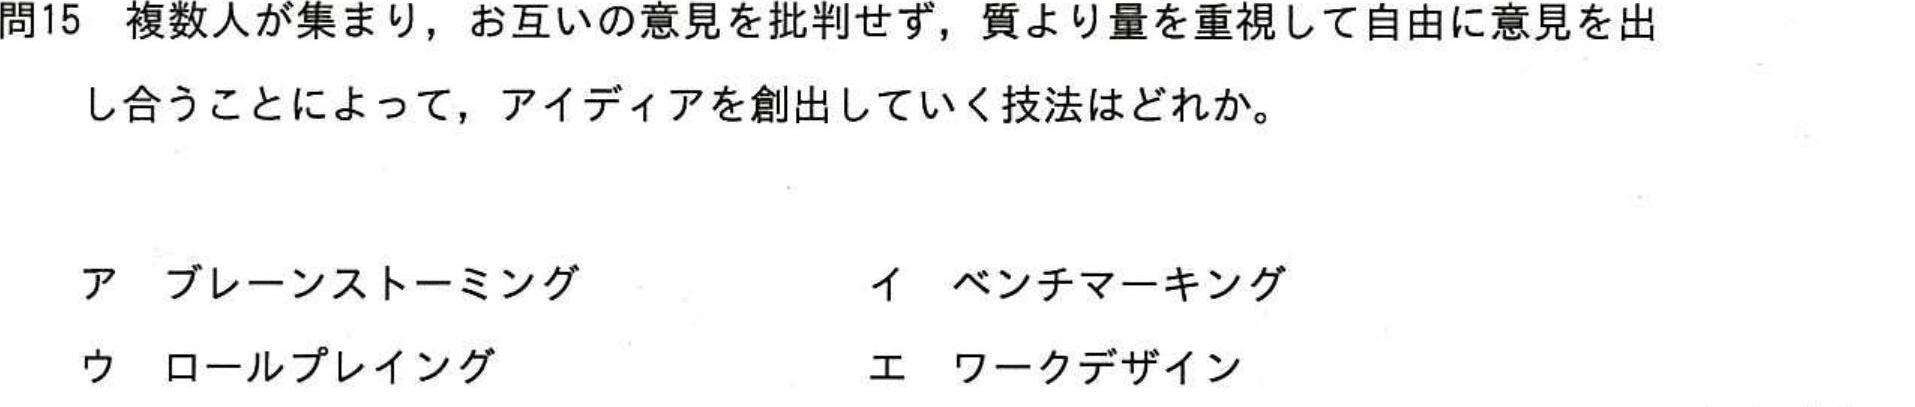 問15　複数人が集まり，お互いの意見を批判せず，質より量を重視して自由に意見を出
し合うことによって，アイディアを創出していく技法はどれか。
ア　ブレーンストーミング　　イ　ベンチマーキング
ウ　ロールプレイング　　エ　ワークデザイン